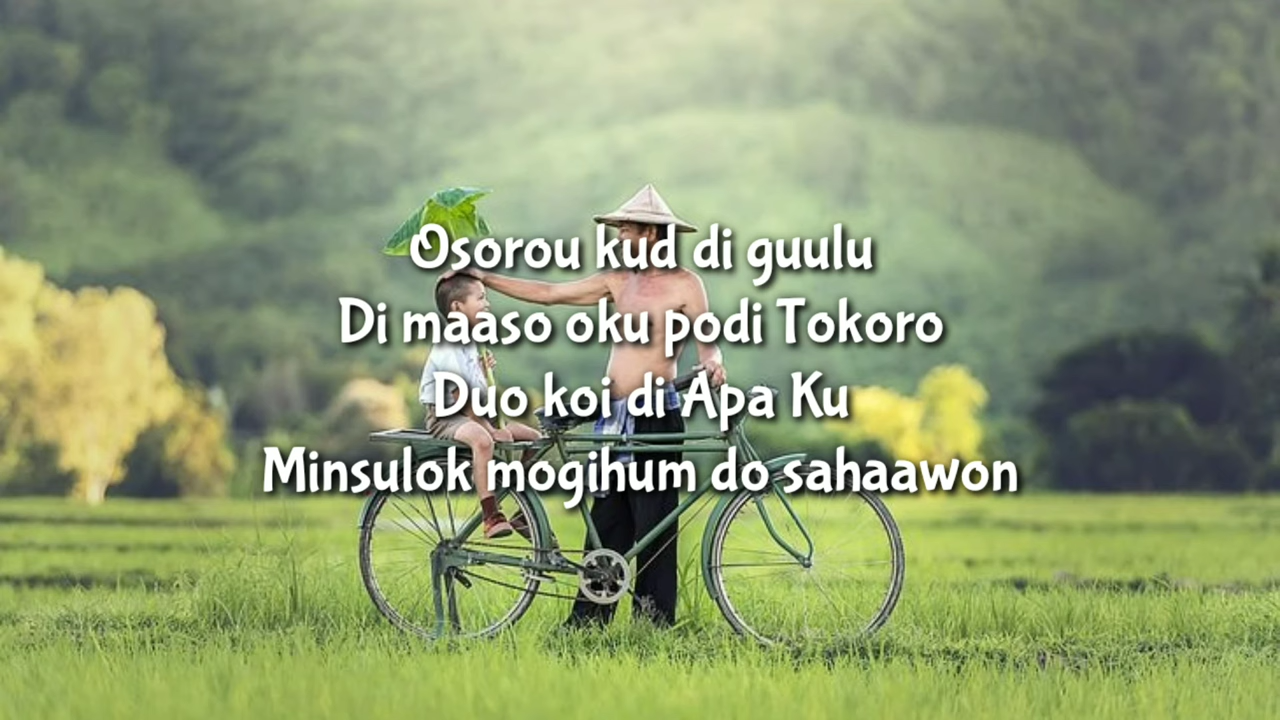 Osorou kud di guulu
Di maaso oku podi Tokoro
Duo koi di Apa Ku
Minsulok mogihum do sahaawon